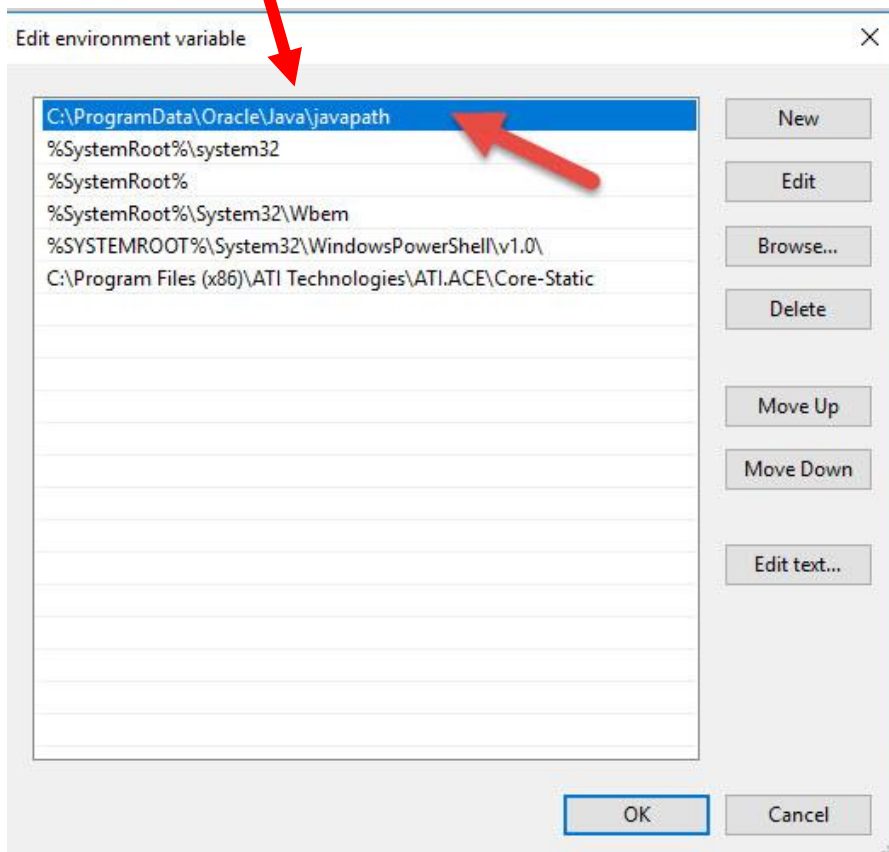 Edit environment variable
C:\ProgramData\Oracle\Java\javapath
New
%SystemRoot%\system32
%SystemRoot%
Edit
%SystemRoot%\System32\Wbem
%SYSTEMROOT%\System32\WindowsPowerShell\v1.0\
Browse...
C:\Program Files (x86)\ATI Technologies\ATI.ACE\Core-Static
Delete
Move Up
Move Down
Edit text...
OK
Cancel